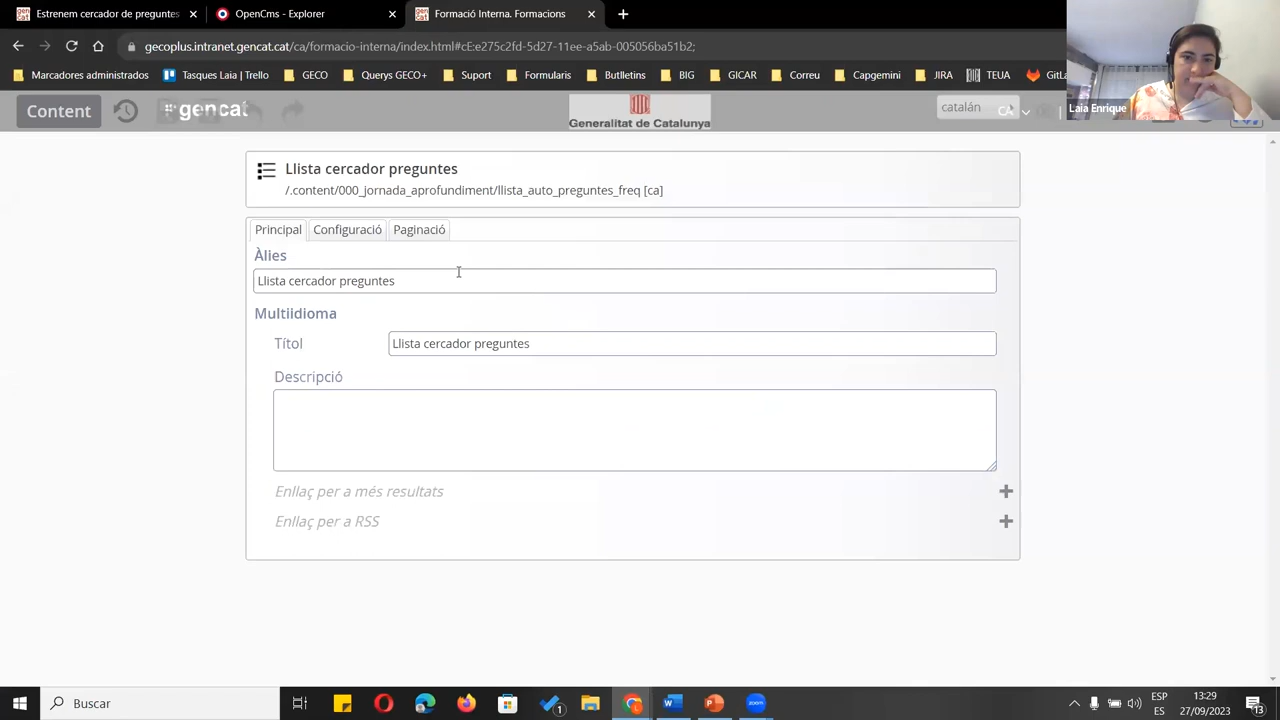 Estrenem cercador de preguntes
OpenCms - Explorer
Formació Interna. Formacions
gecoplus.intranet.gencat.cat/ca/formacio-interna/index.html#cE:e275c2fd-5d27-11ee-a5ab-005056ba51b2;
Marcadores administrados
Tasques Laia | Trello
GECO
Querys GECO
Suport
Formularis
Butlletins
BIG
GICAR
Correu
Capgemini
JIRA
TEUA
Laia Enrique
Content
gencat
Generalitat de Catalunya
catalán
CA
Llista cercador preguntes
/.content/000_jornada_aprofundiment/llista_auto_preguntes_freq [ca]
Principal
Configuració
Paginació
Àlies
Llista cercador preguntes
Multiidioma
Títol
Llista cercador preguntes
Descripció
Enllaç per a més resultats
Enllaç per a RSS
Buscar
1
zoom
ESP
ES
13:29
27/09/2023
13